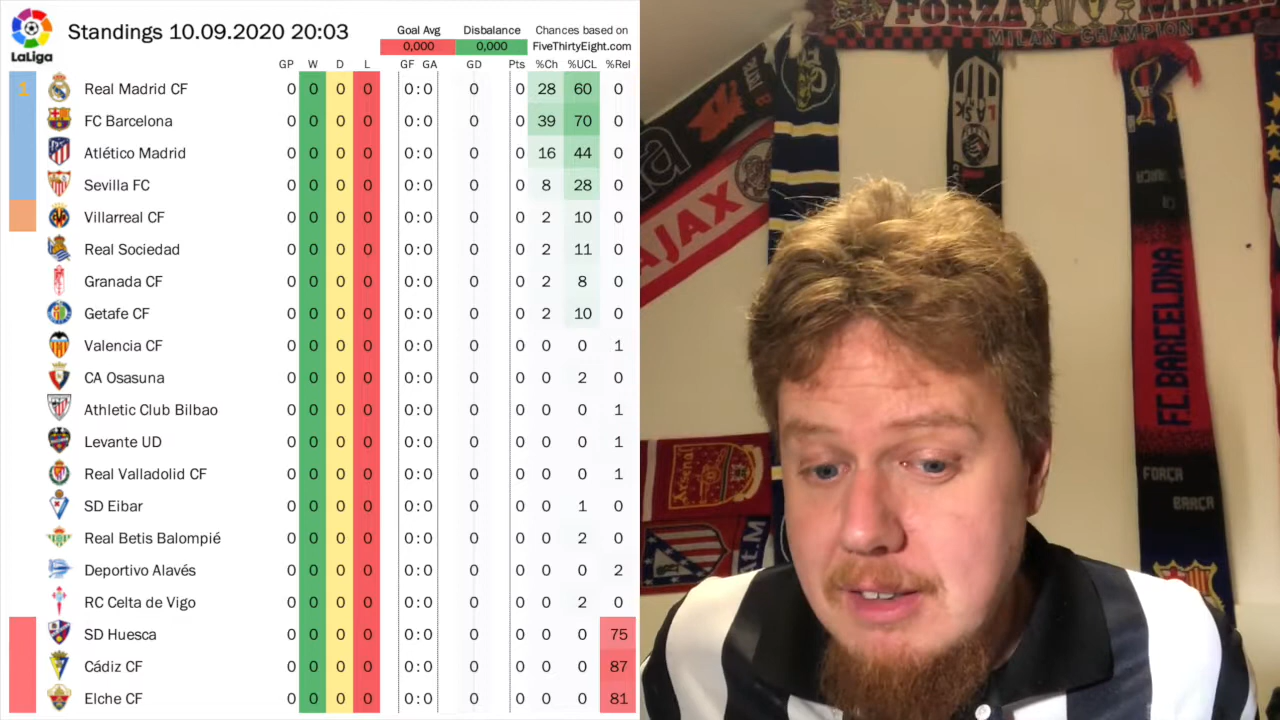 LaLiga
Standings 10.09.2020 20:03
Goal Avg Disbalance Chances based on
0,000 0,000 FiveThirtyEight.com
GP W D L GF GA GD Pts %Ch %UCL %Rel
1 Real Madrid CF 0 0 0 0 0:0 0 0 28 60 0
FC Barcelona 0 0 0 0 0:0 0 0 39 70 0
Atlético Madrid 0 0 0 0 0:0 0 0 16 44 0
Sevilla FC 0 0 0 0 0:0 0 0 8 28 0
Villarreal CF 0 0 0 0 0:0 0 0 2 10 0
Real Sociedad 0 0 0 0 0:0 0 0 2 11 0
Granada CF 0 0 0 0 0:0 0 0 2 8 0
Getafe CF 0 0 0 0 0:0 0 0 2 10 0
Valencia CF 0 0 0 0 0:0 0 0 0 0 1
CA Osasuna 0 0 0 0 0:0 0 0 0 2 0
Athletic Club Bilbao 0 0 0 0 0:0 0 0 0 0 1
Levante UD 0 0 0 0 0:0 0 0 0 0 1
Real Valladolid CF 0 0 0 0 0:0 0 0 0 0 1
SD Eibar 0 0 0 0 0:0 0 0 0 1 0
Real Betis Balompié 0 0 0 0 0:0 0 0 0 2 0
Deportivo Alavés 0 0 0 0 0:0 0 0 0 0 2
RC Celta de Vigo 0 0 0 0 0:0 0 0 0 2 0
SD Huesca 0 0 0 0 0:0 0 0 0 0 75
Cádiz CF 0 0 0 0 0:0 0 0 0 0 87
Elche CF 0 0 0 0 0:0 0 0 0 0 81
FORZA MILAN
MILAN CHAMPION
LASK
AJAX
BARÇA
FC BARCELONA
FORÇA
BARÇA
Arsenal
At.M